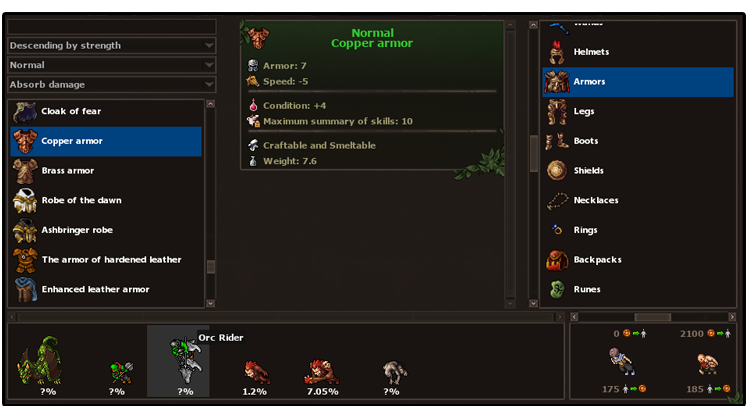 Descending by strength
Normal
Absorb damage
Cloak of fear
Copper armor
Brass armor
Robe of the dawn
Ashbringer robe
The armor of hardened leather
Enhanced leather armor
Normal
Copper armor
Armor: 7
Speed: -5
Condition: +4
Maximum summary of skills: 10
Craftable and Smeltable
Weight: 7.6
Helmets
Armors
Legs
Boots
Shields
Necklaces
Rings
Backpacks
Runes
Orc Rider
?%
?%
?%
1.2%
7.05%
?%
0
2100
175
185